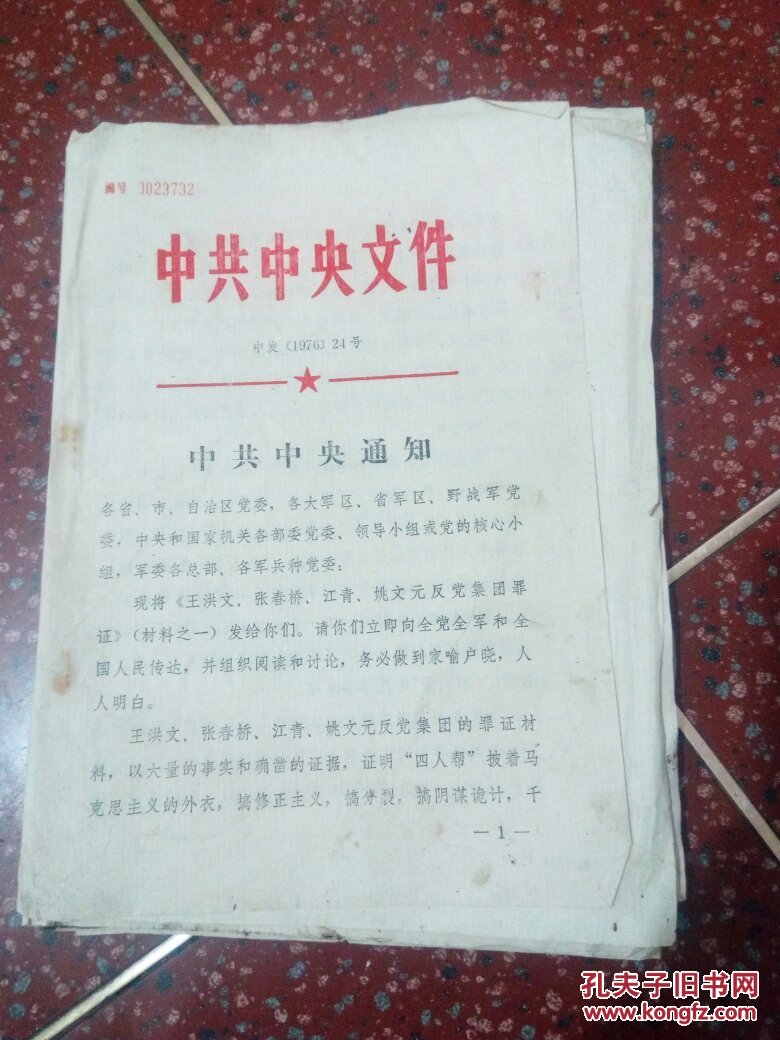 编号 0023732
中共中央文件
中发〔1976〕24号
中共中央通知
各省、市、自治区党委，各大军区、省军区、野战军党
委，中央和国家机关各部委党委、领导小组或党的核心小
组，军委各总部、各军兵种党委：
现将《王洪文、张春桥、江青、姚文元反党集团罪
证》（材料之一）发给你们。请你们立即向全党全军和全
国人民传达，并组织阅读和讨论，务必做到家喻户晓，人
人明白。
王洪文、张春桥、江青、姚文元反党集团的罪证材
料，以大量的事实和确凿的证据，证明“四人帮”披着马
克思主义的外衣，搞修正主义，搞分裂，搞阴谋诡计，千
—1—
孔夫子旧书网
www.kongfz.com